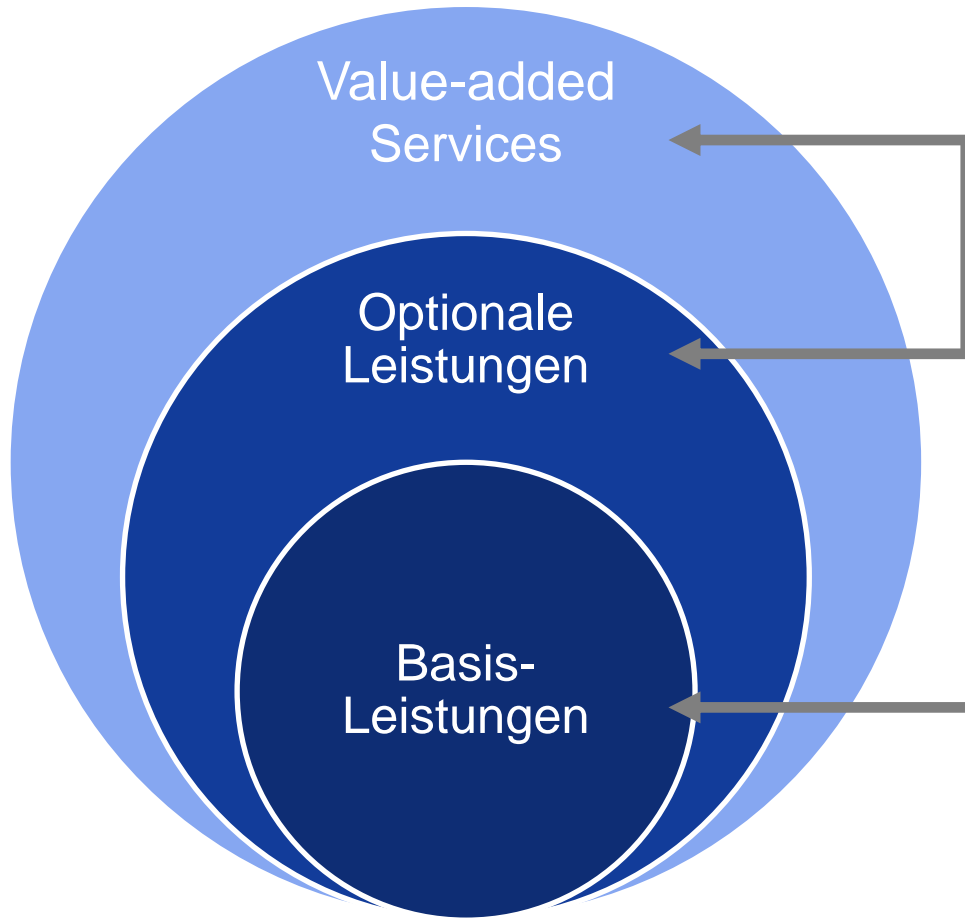 Value-added
Services
Optionale
Leistungen
Basis-
Leistungen